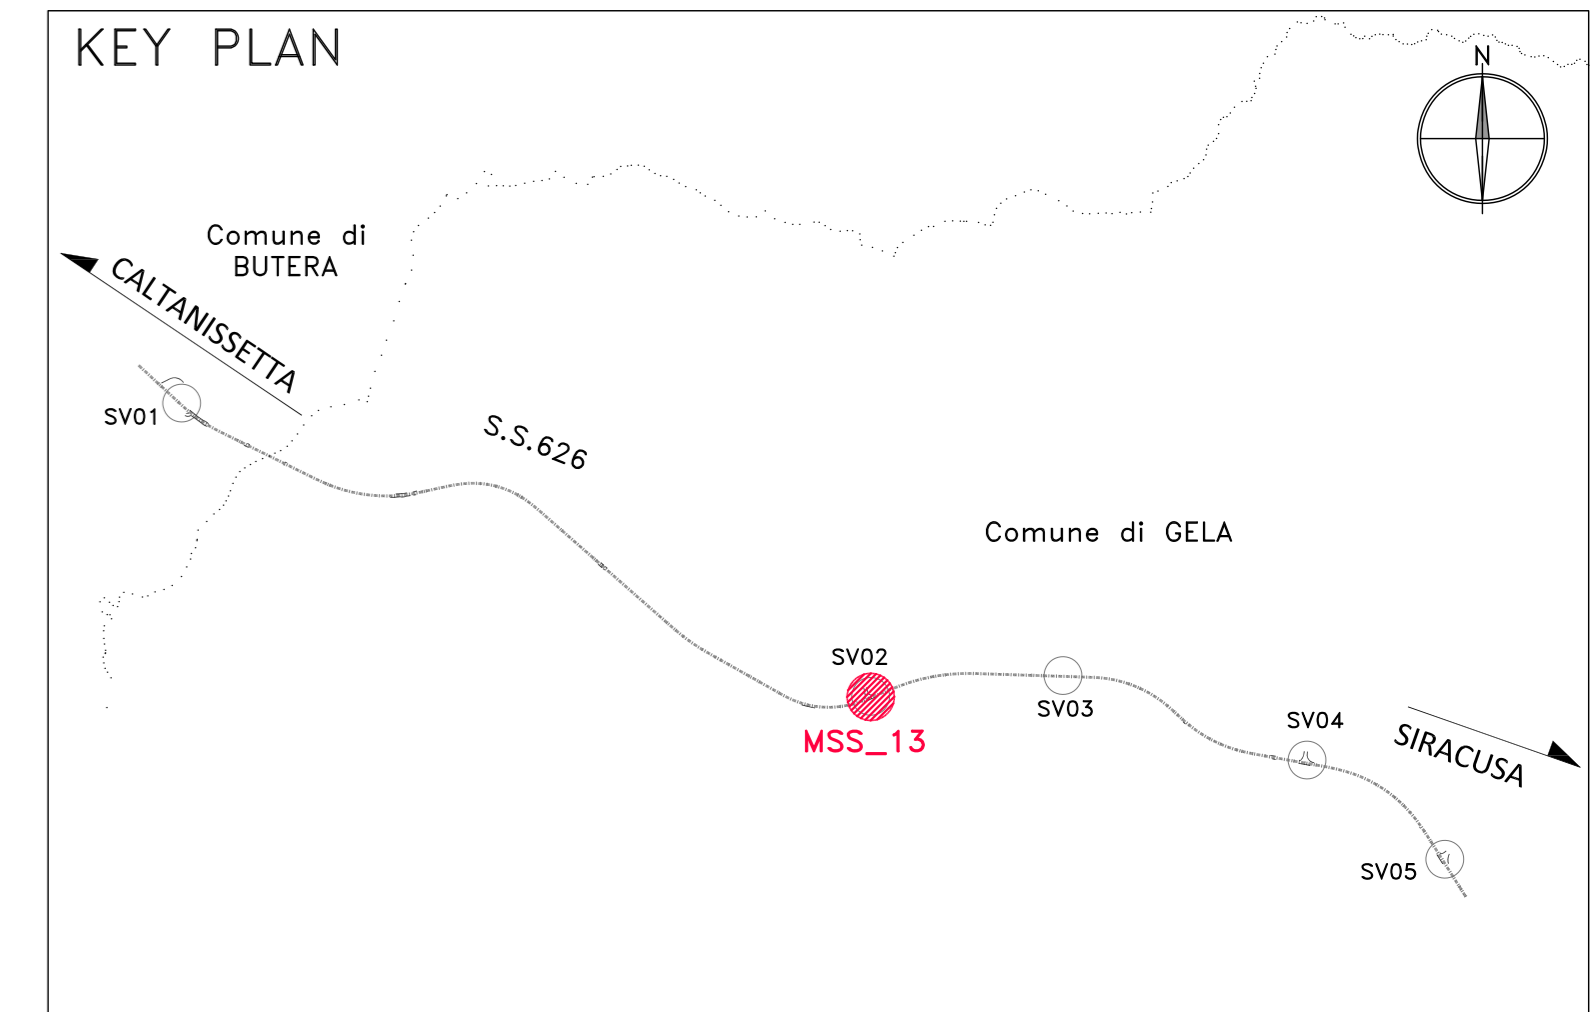 KEY PLAN
N
Comune di
BUTERA
CALTANISSETTA
SV01
S.S.626
Comune di GELA
SV02
MSS_13
SV03
SV04
SIRACUSA
SV05